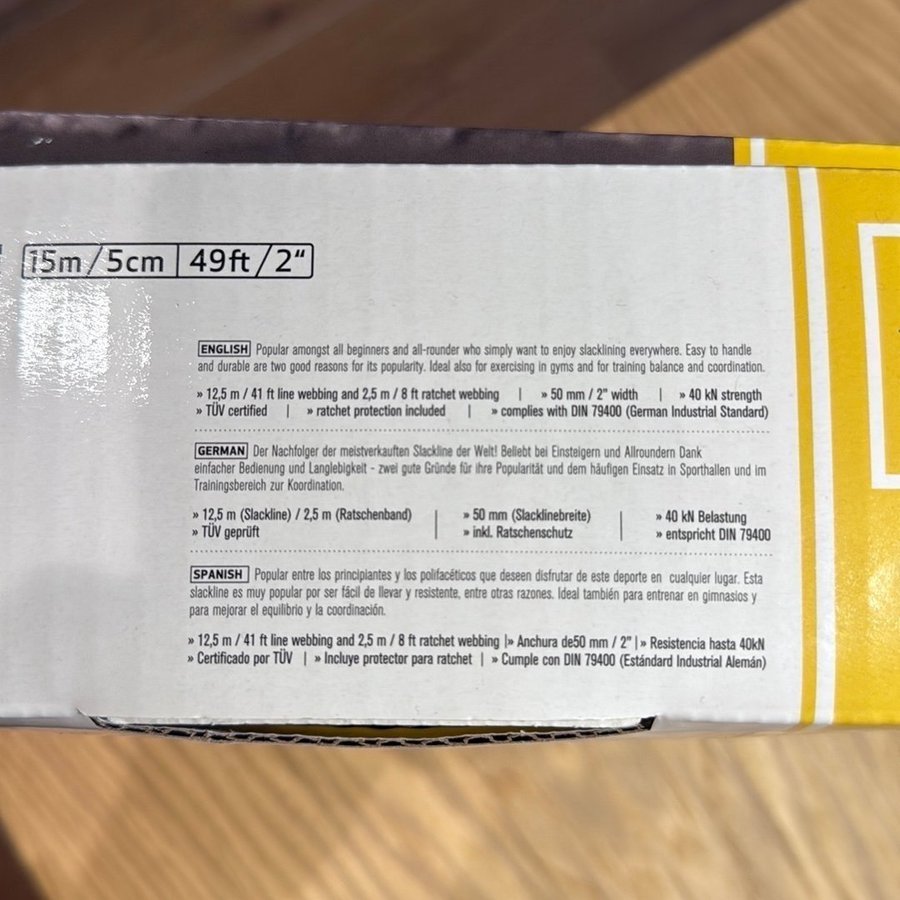 15m/5cm 49ft/2“
ENGLISH Popular amongst all beginners and all-rounder who simply want to enjoy slacklining everywhere. Easy to handle
and durable are two good reasons for its popularity. Ideal also for exercising in gyms and for training balance and coordination.
» 12,5 m / 41 ft line webbing and 2,5 m / 8 ft ratchet webbing | » 50 mm / 2" width | » 40 kN strength
» TÜV certified | » ratchet protection included | » complies with DIN 79400 (German Industrial Standard)
GERMAN Der Nachfolger der meistverkauften Slackline der Welt! Beliebt bei Einsteigern und Allroundern Dank
einfacher Bedienung und Langlebigkeit - zwei gute Gründe für ihre Popularität und dem häufigen Einsatz in Sporthallen und im
Trainingsbereich zur Koordination.
» 12,5 m (Slackline) / 2,5 m (Ratschenband) | » 50 mm (Slacklinebreite) | » 40 kN Belastung
» TÜV geprüft | » inkl. Ratschenschutz | » entspricht DIN 79400
SPANISH Popular entre los principiantes y los polifacéticos que deseen disfrutar de este deporte en cualquier lugar. Esta
slackline es muy popular por ser fácil de llevar y resistente, entre otras razones. Ideal también para entrenar en gimnasios y
para mejorar el equilibrio y la coordinación.
» 12,5 m / 41 ft line webbing and 2,5 m / 8 ft ratchet webbing |» Anchura de50 mm / 2" |» Resistencia hasta 40kN
» Certificado por TÜV | » Incluye protector para ratchet | » Cumple con DIN 79400 (Estándard Industrial Alemán)